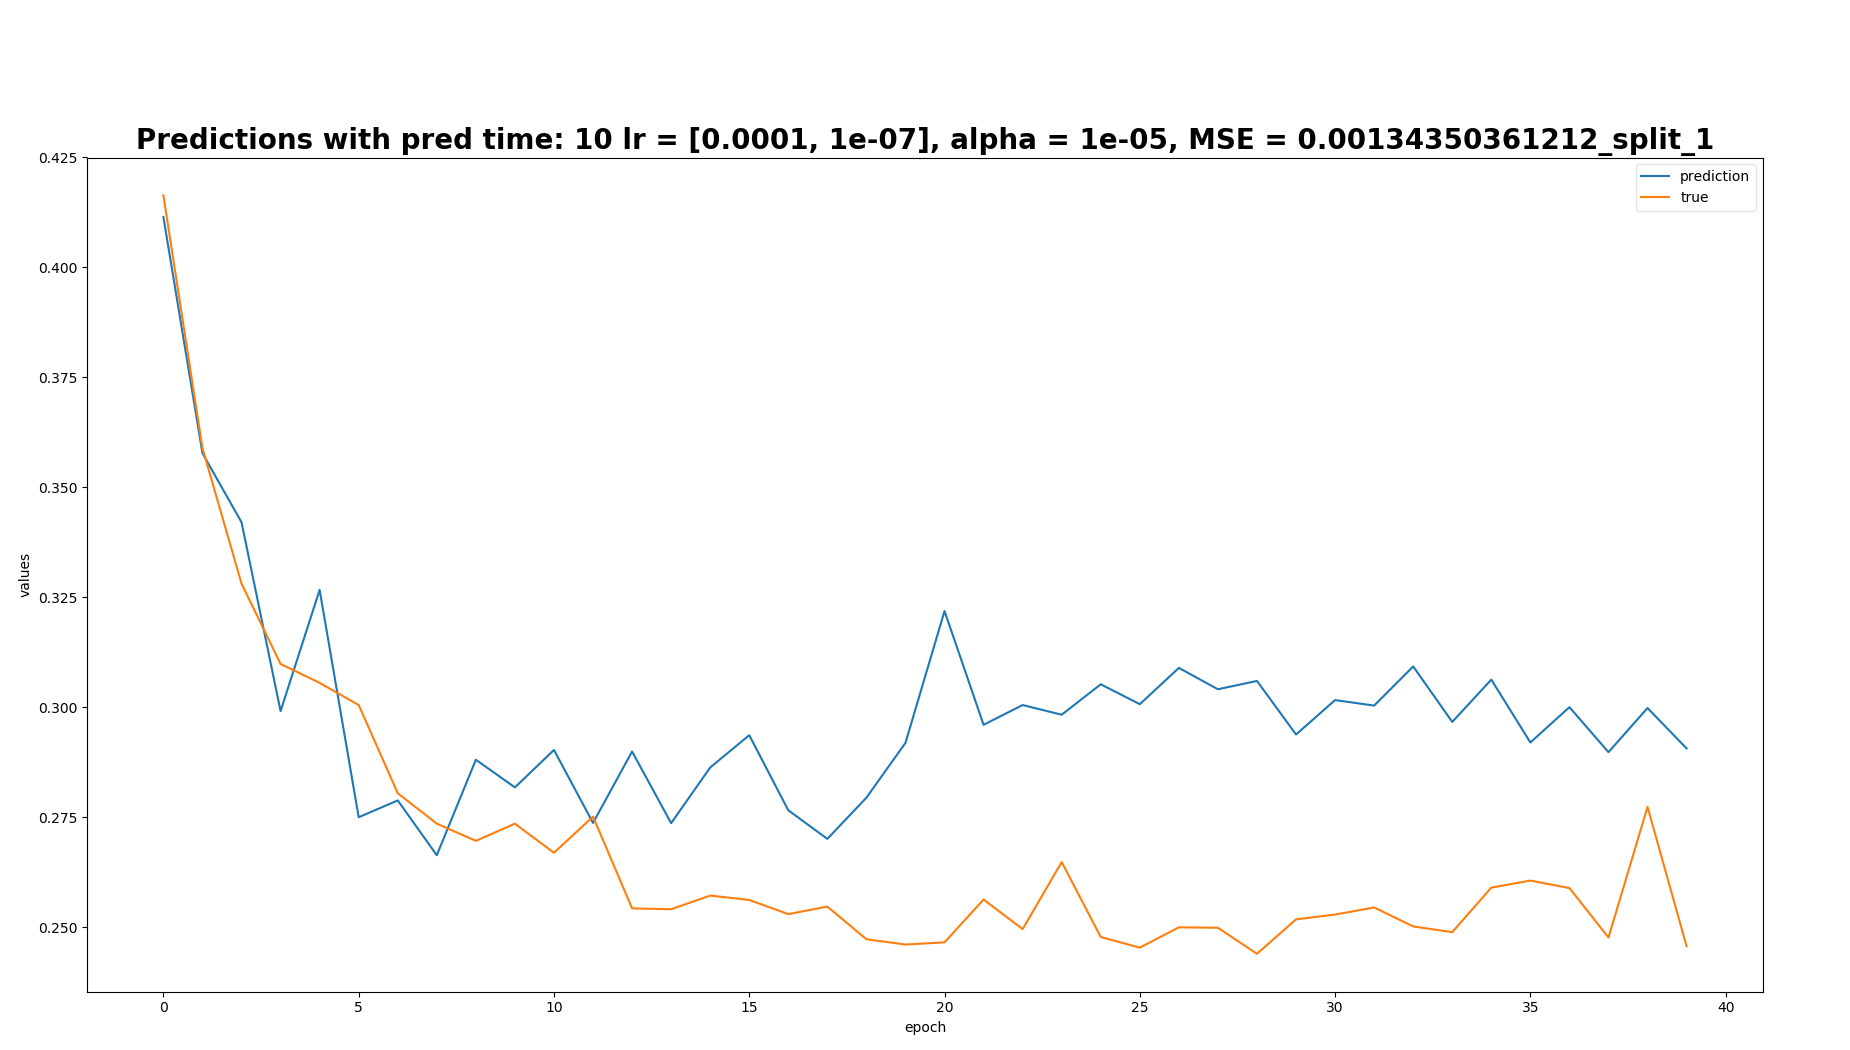 Predictions with pred time: 10 lr = [0.0001, 1e-07], alpha = 1e-05, MSE = 0.00134350361212_split_1
prediction
true
0.425
0.400
0.375
0.350
0.325
0.300
0.275
0.250
values
0 5 10 15 20 25 30 35 40
epoch